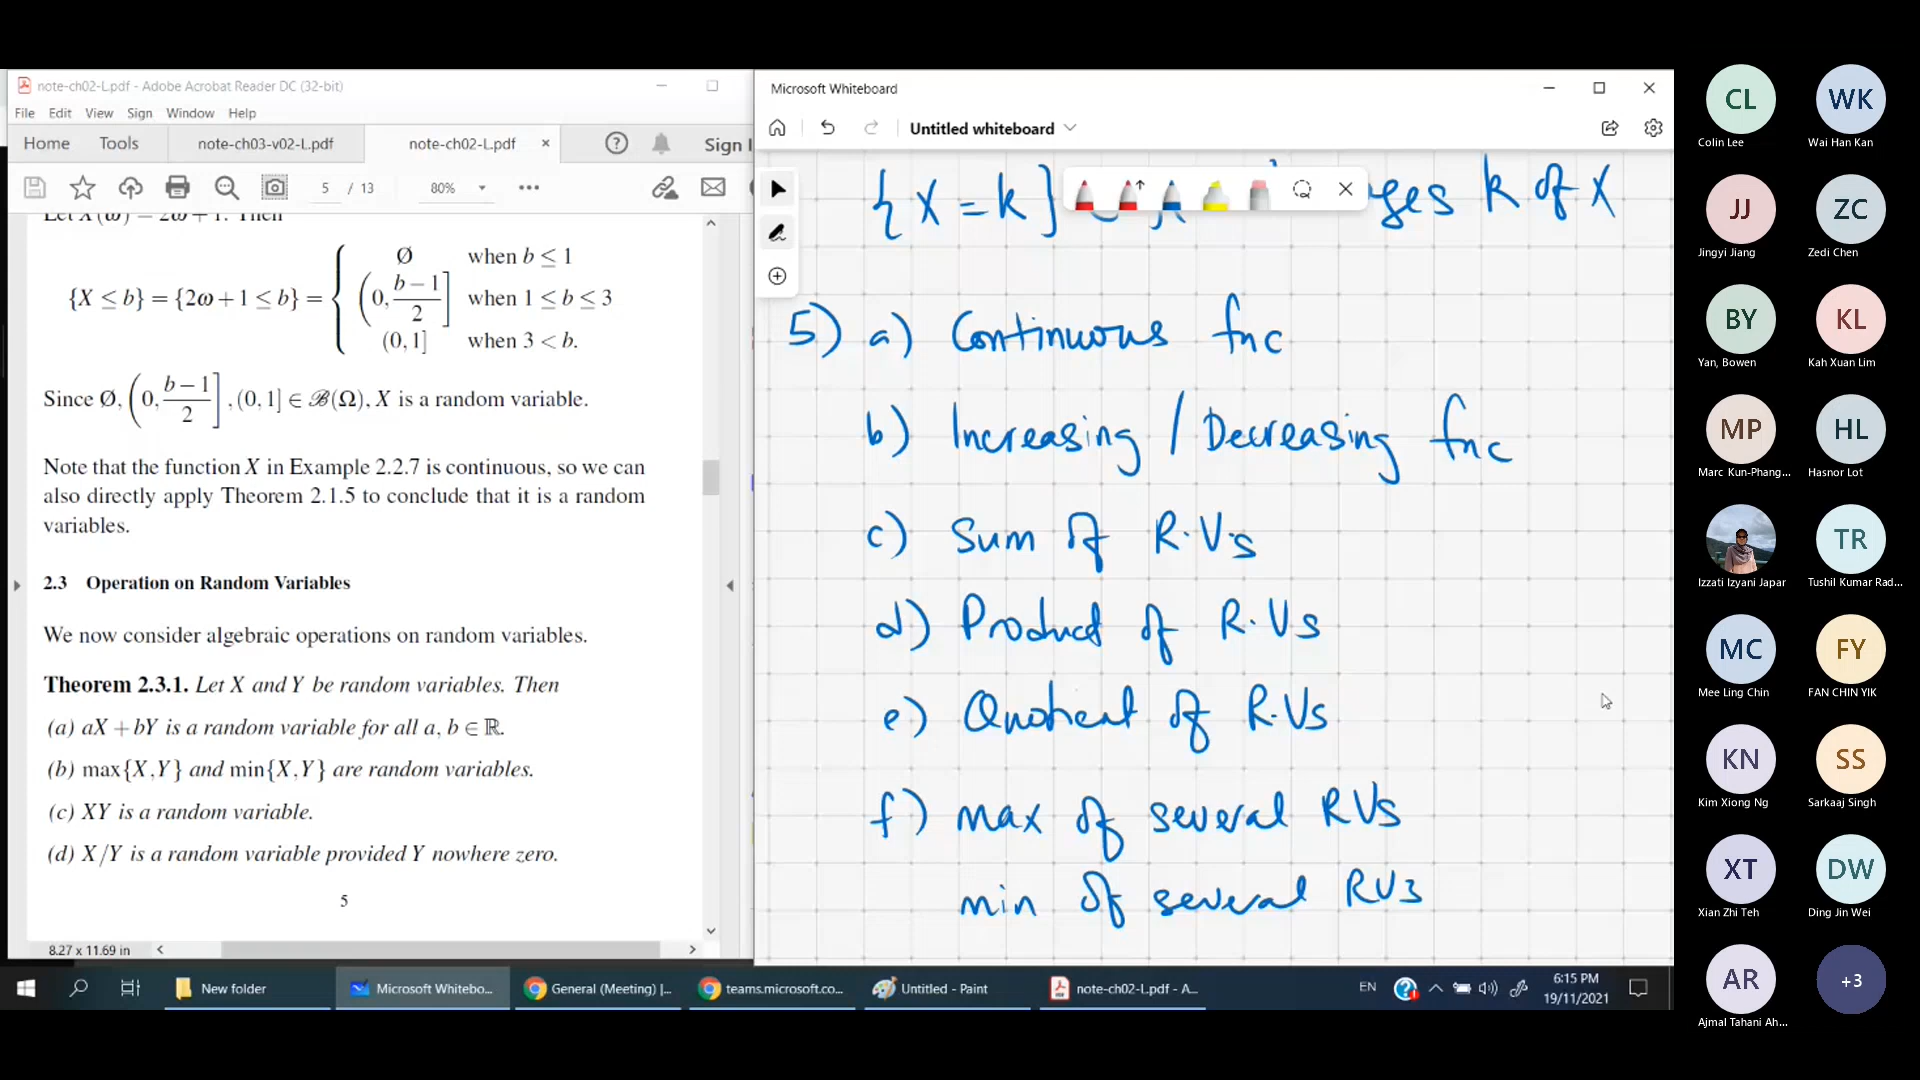 note-ch02-L.pdf - Adobe Acrobat Reader DC (32-bit)
File Edit View Sign Window Help
Home Tools note-ch03-v02-L.pdf note-ch02-L.pdf × Sign I
5 / 13 80%
Let X(ω) = 2ω + 1. Then
{X ≤ b} = {2ω + 1 ≤ b} =
Ø when b ≤ 1
(0, (b − 1)/2] when 1 ≤ b ≤ 3
(0, 1] when 3 < b.
Since Ø, (0, (b − 1)/2], (0, 1] ∈ ℬ(Ω), X is a random variable.
Note that the function X in Example 2.2.7 is continuous, so we can
also directly apply Theorem 2.1.5 to conclude that it is a random
variables.
2.3 Operation on Random Variables
We now consider algebraic operations on random variables.
Theorem 2.3.1. Let X and Y be random variables. Then
(a) aX + bY is a random variable for all a, b ∈ ℝ.
(b) max{X,Y} and min{X,Y} are random variables.
(c) XY is a random variable.
(d) X/Y is a random variable provided Y nowhere zero.
5
8.27 x 11.69 in
Microsoft Whiteboard
Untitled whiteboard
{X = k} k of X
5) a) Continuous fnc
b) Increasing / Decreasing fnc
c) Sum of R.V.s
d) Product of R.Vs
e) Quotient of R.Vs
f) max of several RVs
min of several RVs
CL WK
Colin Lee Wai Han Kan
JJ ZC
Jingyi Jiang Zedi Chen
BY KL
Yan, Bowen Kah Xuan Lim
MP HL
Marc Kun-Phang... Hasnor Lot
TR
Izzati Izyani Japar Tushil Kumar Rad...
MC FY
Mee Ling Chin FAN CHIN YIK
KN SS
Kim Xiong Ng Sarkaaj Singh
XT DW
Xian Zhi Teh Ding Jin Wei
AR +3
Ajmal Tahani Ah...
New folder Microsoft Whitebo... General (Meeting) |... teams.microsoft.co... Untitled - Paint note-ch02-L.pdf - A... EN 6:15 PM
19/11/2021